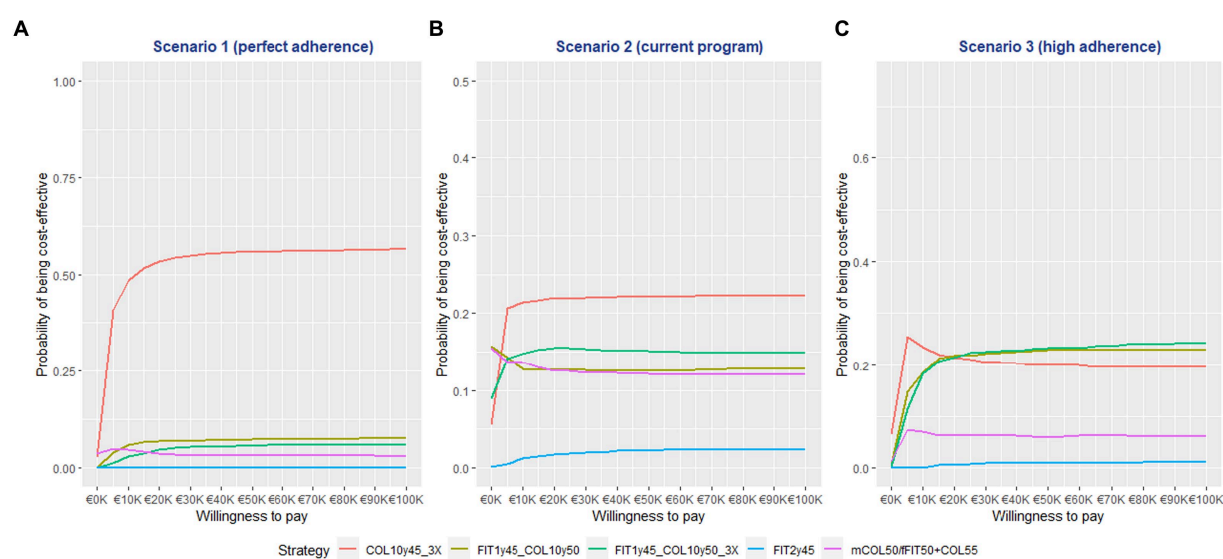 A
Scenario 1 (perfect adherence)
Probability of being cost-effective
1.00
0.75
0.50
0.25
0.00
€0K €10K €20K €30K €40K €50K €60K €70K €80K €90K €100K
Willingness to pay
B
Scenario 2 (current program)
Probability of being cost-effective
0.5
0.4
0.3
0.2
0.1
0.0
€0K €10K €20K €30K €40K €50K €60K €70K €80K €90K €100K
Willingness to pay
C
Scenario 3 (high adherence)
Probability of being cost-effective
0.6
0.4
0.2
0.0
€0K €10K €20K €30K €40K €50K €60K €70K €80K €90K €100K
Willingness to pay
Strategy COL10y45_3X FIT1y45_COL10y50 FIT1y45_COL10y50_3X FIT2y45 mCOL50/fFIT50+COL55